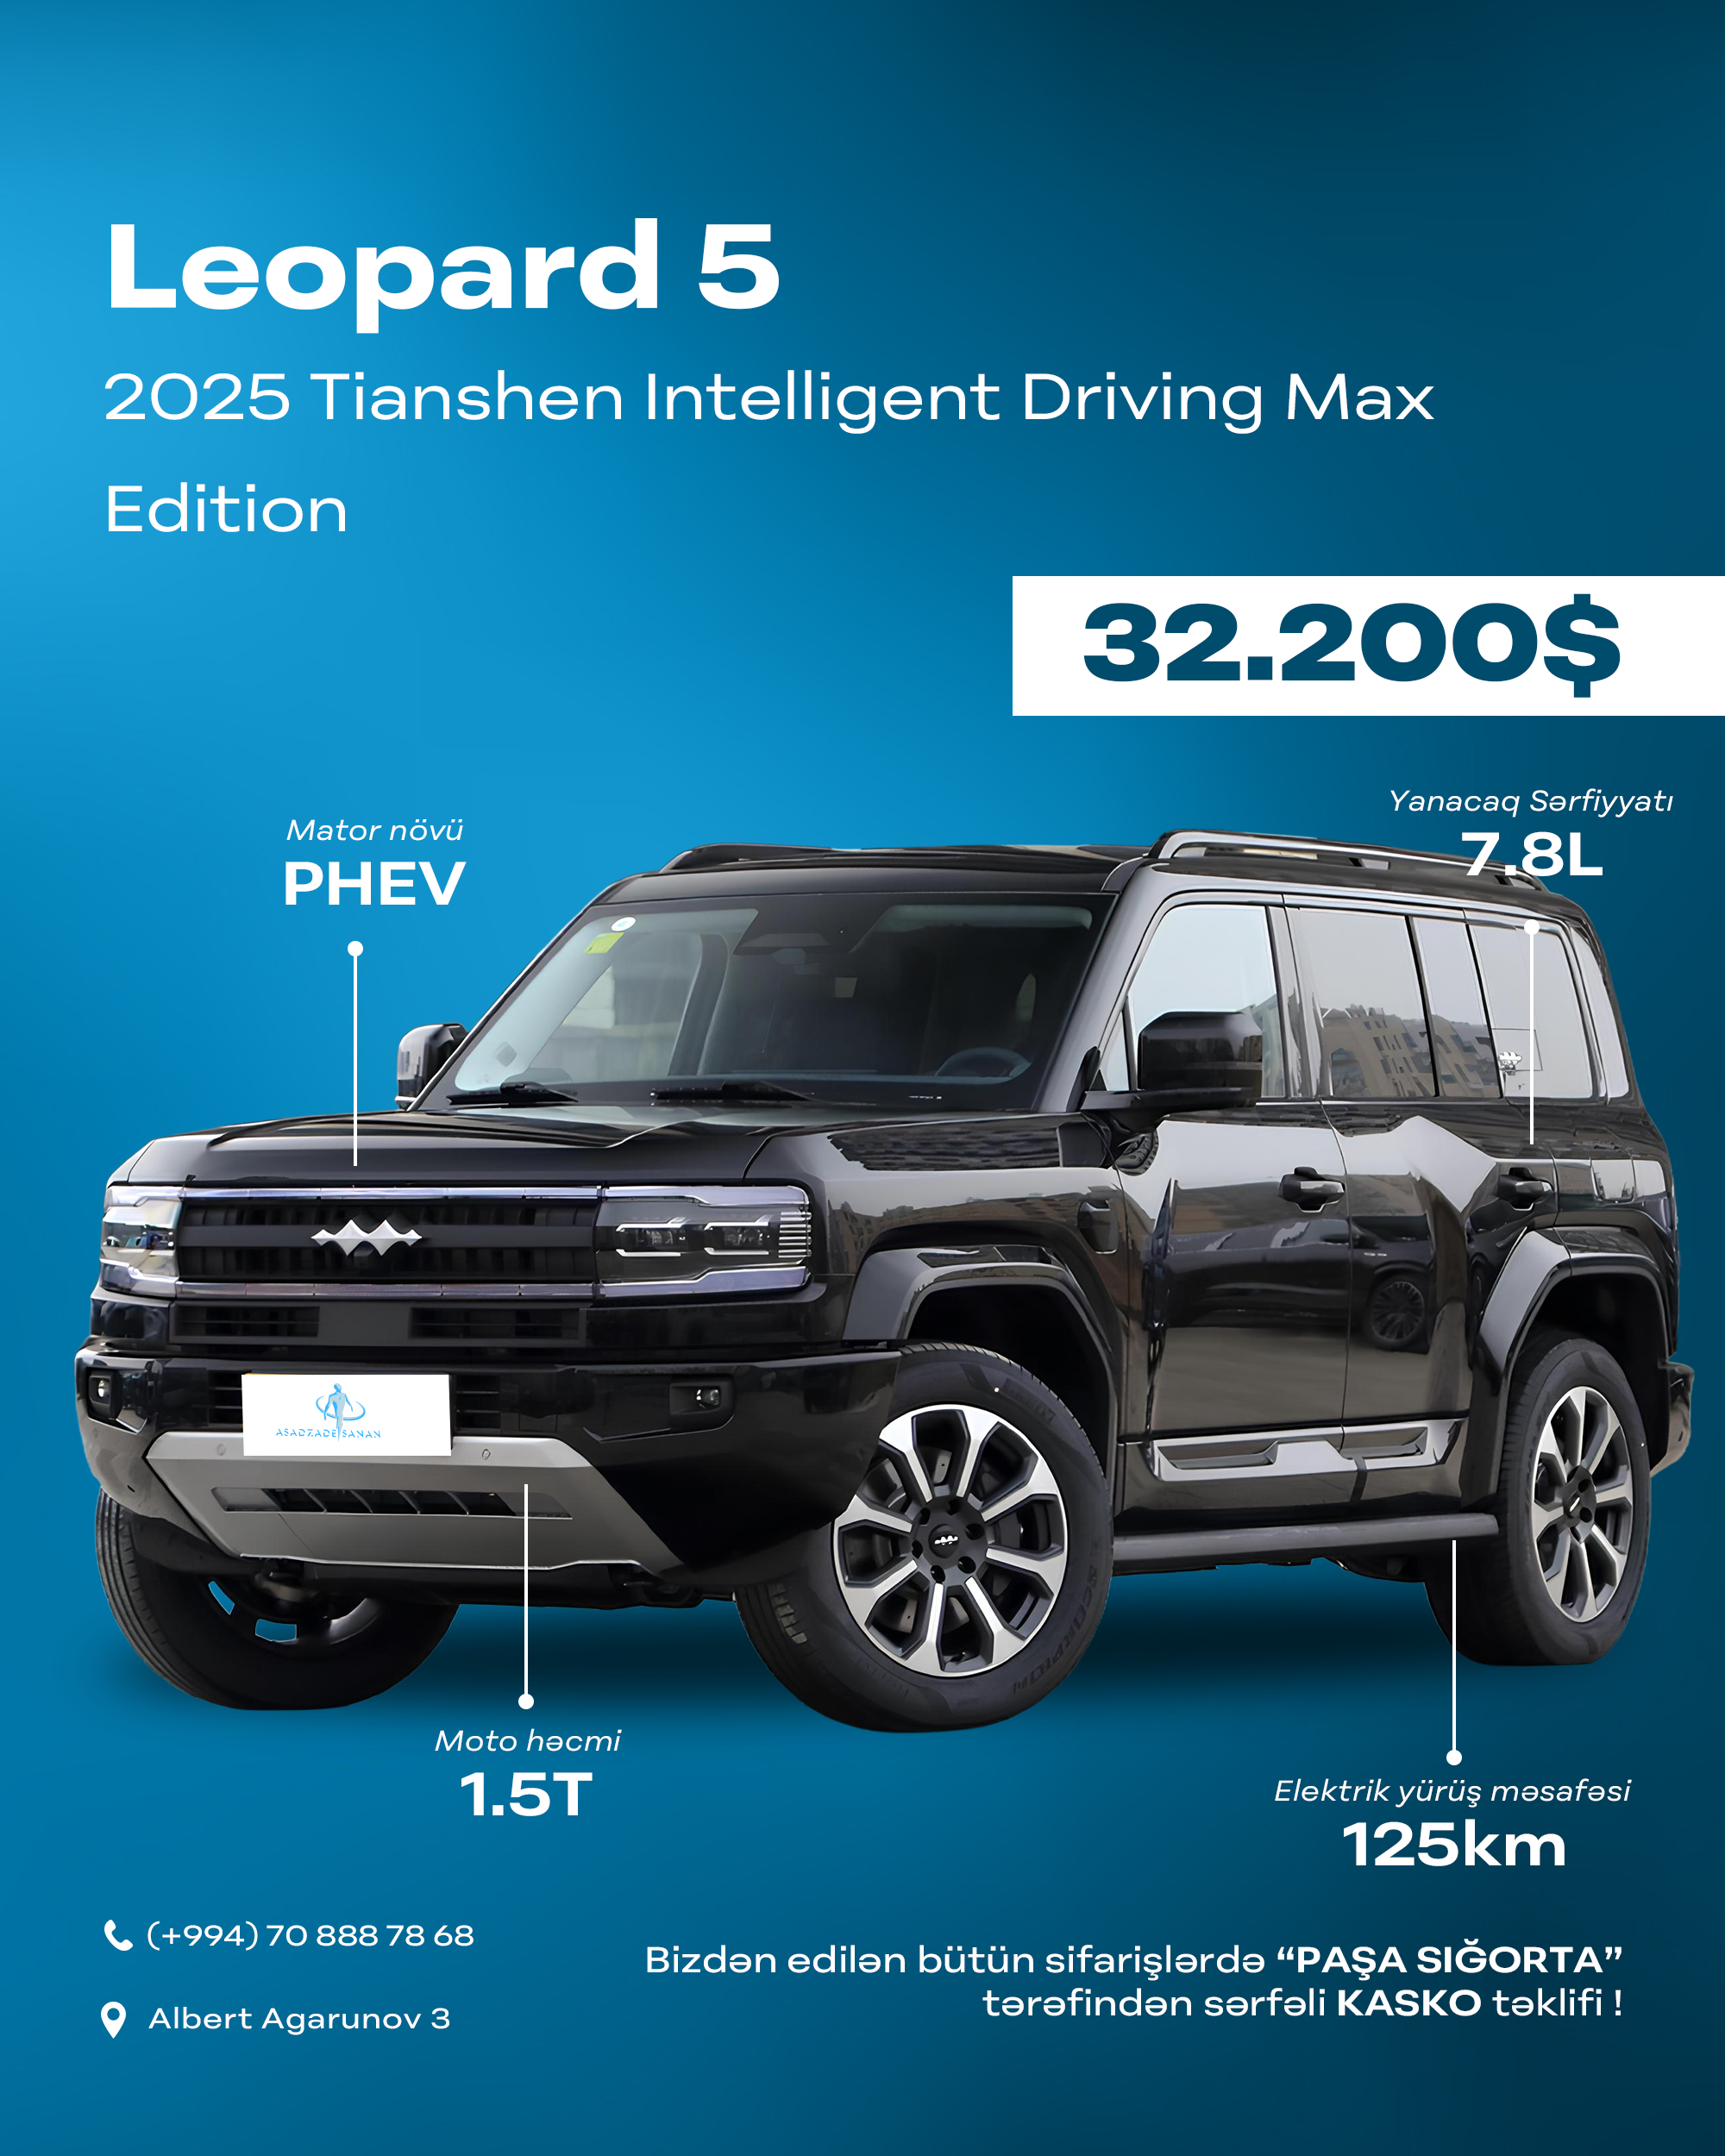 Leopard 5
2025 Tianshen Intelligent Driving Max
Edition
32.200$
Yanacaq Sərfiyyatı
7.8L
Mator növü
PHEV
ASADZADE SANAN
Moto həcmi
1.5T
Elektrik yürüş məsafəsi
125km
(+994) 70 888 78 68
Albert Agarunov 3
Bizdən edilən bütün sifarişlərdə “PAŞA SIĞORTA”
tərəfindən sərfəli KASKO təklifi !